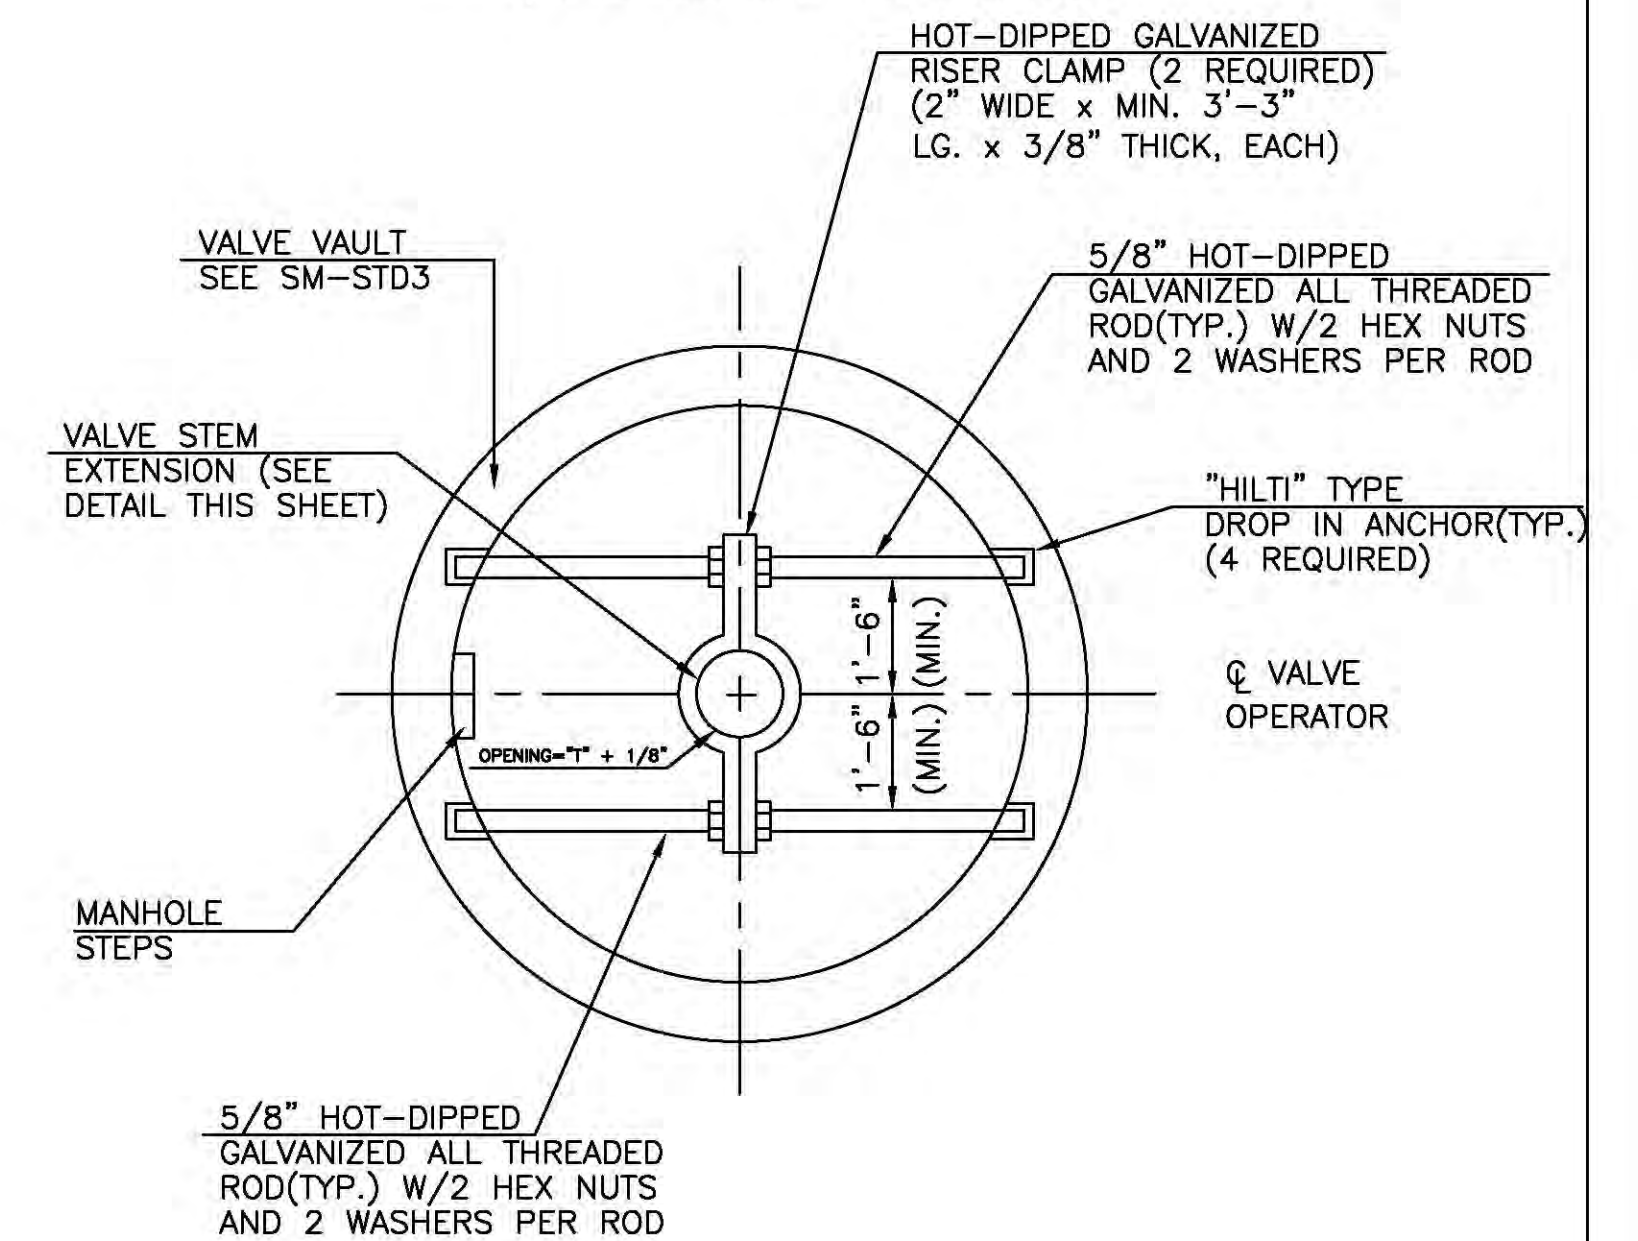 HOT-DIPPED GALVANIZED
RISER CLAMP (2 REQUIRED)
(2" WIDE x MIN. 3'-3"
LG. x 3/8" THICK, EACH)
VALVE VAULT
SEE SM-STD3
5/8" HOT-DIPPED
GALVANIZED ALL THREADED
ROD(TYP.) W/2 HEX NUTS
AND 2 WASHERS PER ROD
VALVE STEM
EXTENSION (SEE
DETAIL THIS SHEET)
"HILTI" TYPE
DROP IN ANCHOR(TYP.)
(4 REQUIRED)
1'-6"
(MIN.)
℄ VALVE
OPERATOR
1'-6"
(MIN.)
OPENING="T" + 1/8"
MANHOLE
STEPS
5/8" HOT-DIPPED
GALVANIZED ALL THREADED
ROD(TYP.) W/2 HEX NUTS
AND 2 WASHERS PER ROD